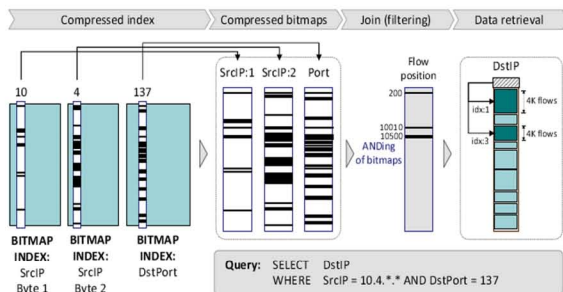 Compressed index
Compressed bitmaps
Join (filtering)
Data retrieval
10
4
137
SrcIP:1
SrcIP:2
Port
Flow
position
DstIP
200
10010
10500
ANDing
of bitmaps
idx:1
idx:3
4K flows
4K flows
BITMAP
INDEX:
SrcIP
Byte 1
BITMAP
INDEX:
SrcIP
Byte 2
BITMAP
INDEX:
DstPort
Query: SELECT DstIP
WHERE SrcIP = 10.4.*.* AND DstPort = 137